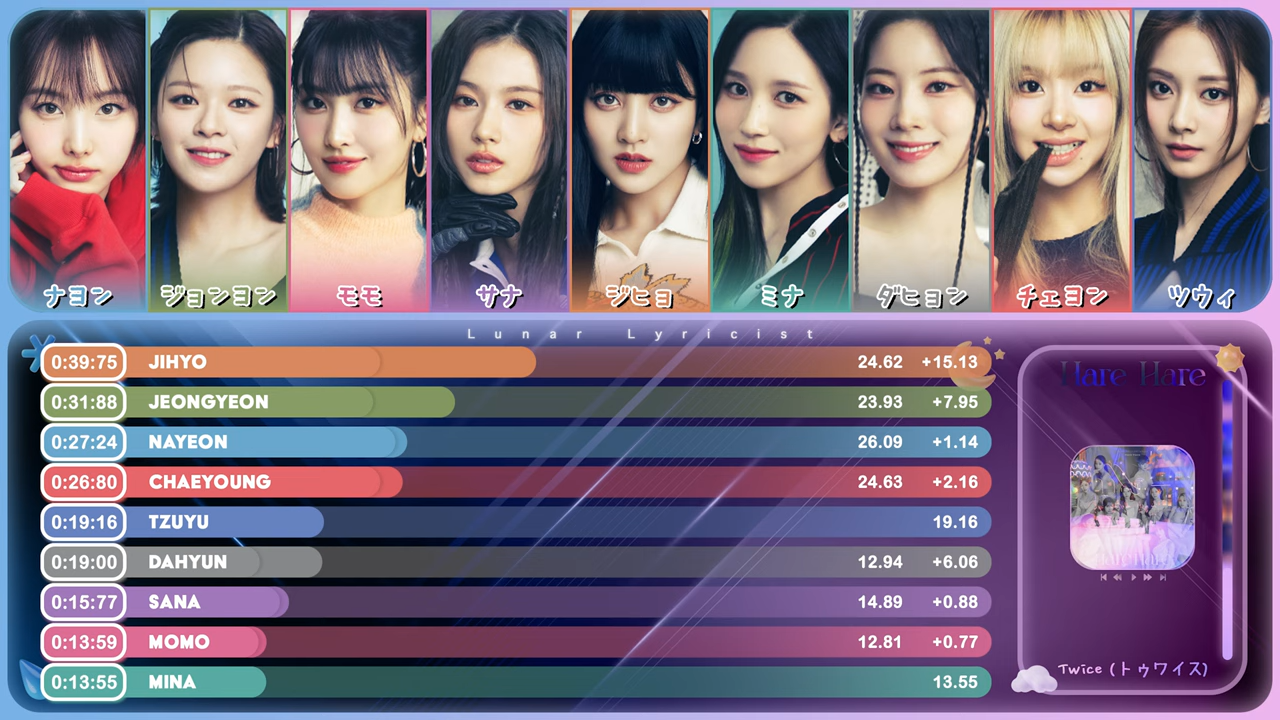 ナヨン
ジョンヨン
モモ
サナ
ジヒョ
ミナ
ダヒョン
チェヨン
ツウィ
Lunar Lyricist
0:39:75 JIHYO 24.62 +15.13
0:31:88 JEONGYEON 23.93 +7.95
0:27:24 NAYEON 26.09 +1.14
0:26:80 CHAEYOUNG 24.63 +2.16
0:19:16 TZUYU 19.16
0:19:00 DAHYUN 12.94 +6.06
0:15:77 SANA 14.89 +0.88
0:13:59 MOMO 12.81 +0.77
0:13:55 MINA 13.55
Hare Hare
Twice (トゥワイス)